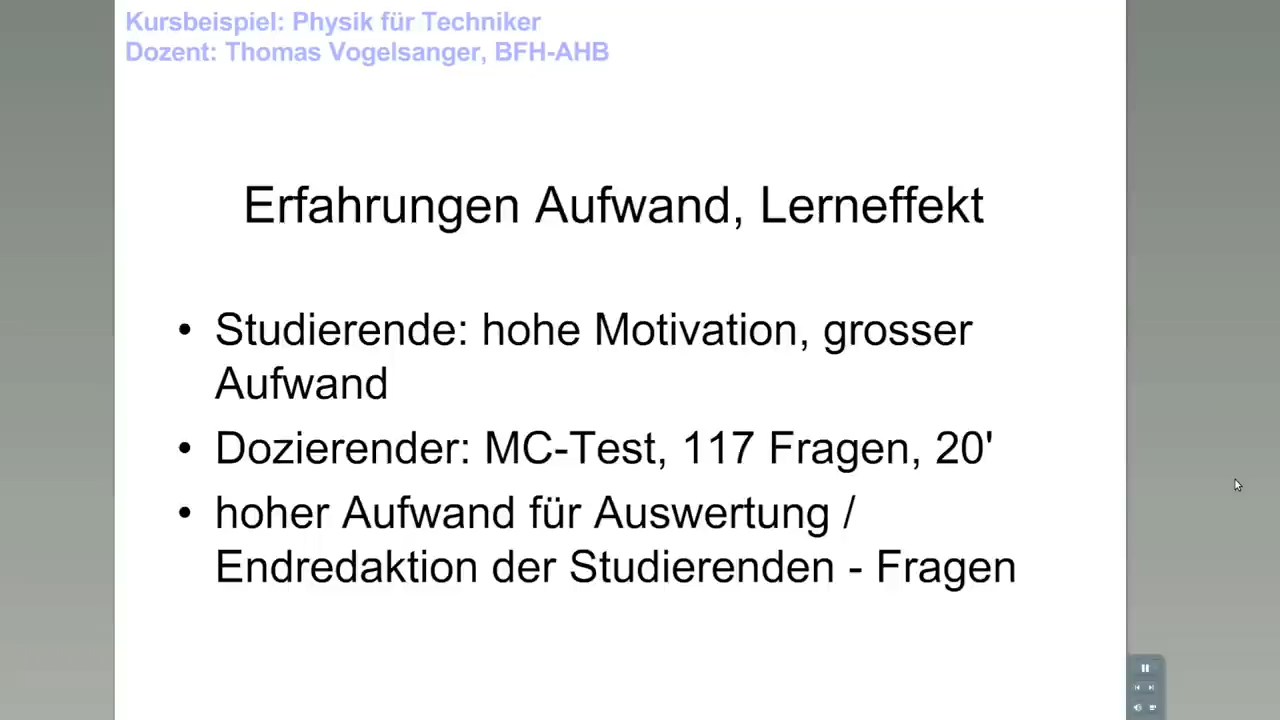 Kursbeispiel: Physik für Techniker
Dozent: Thomas Vogelsanger, BFH-AHB
Erfahrungen Aufwand, Lerneffekt
• Studierende: hohe Motivation, grosser
Aufwand
• Dozierender: MC-Test, 117 Fragen, 20'
• hoher Aufwand für Auswertung /
Endredaktion der Studierenden - Fragen